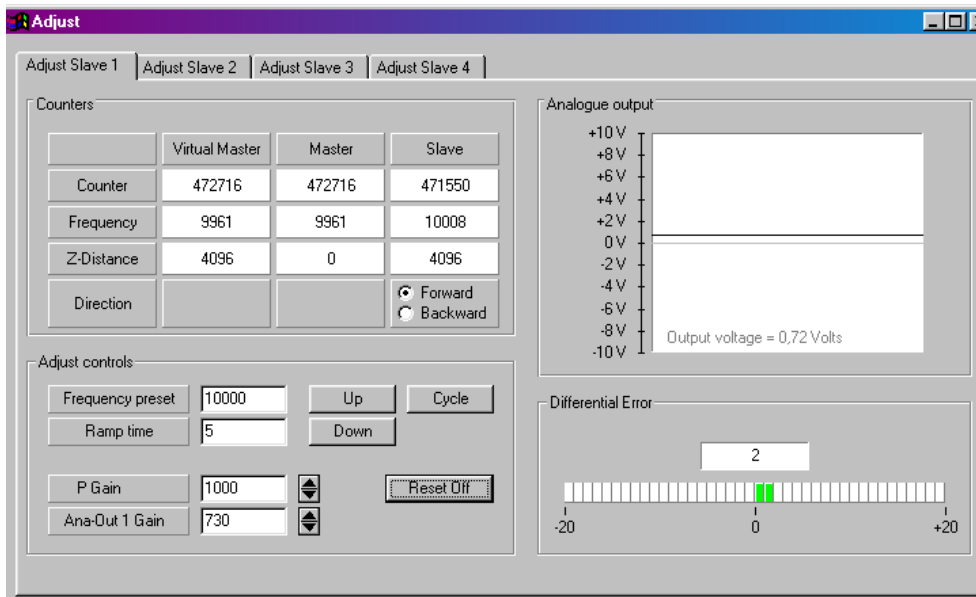 Adjust
Adjust Slave 1 Adjust Slave 2 Adjust Slave 3 Adjust Slave 4
Counters
Virtual Master Master Slave
Counter 472716 472716 471550
Frequency 9961 9961 10008
Z-Distance 4096 0 4096
Direction Forward
Backward
Adjust controls
Frequency preset 10000 Up Cycle
Ramp time 5 Down
P Gain 1000 Reset Off
Ana-Out 1 Gain 730
Analogue output
+10 V
+8 V
+6 V
+4 V
+2 V
0 V
-2 V
-4 V
-6 V
-8 V
-10 V
Output voltage = 0,72 Volts
Differential Error
2
-20 0 +20